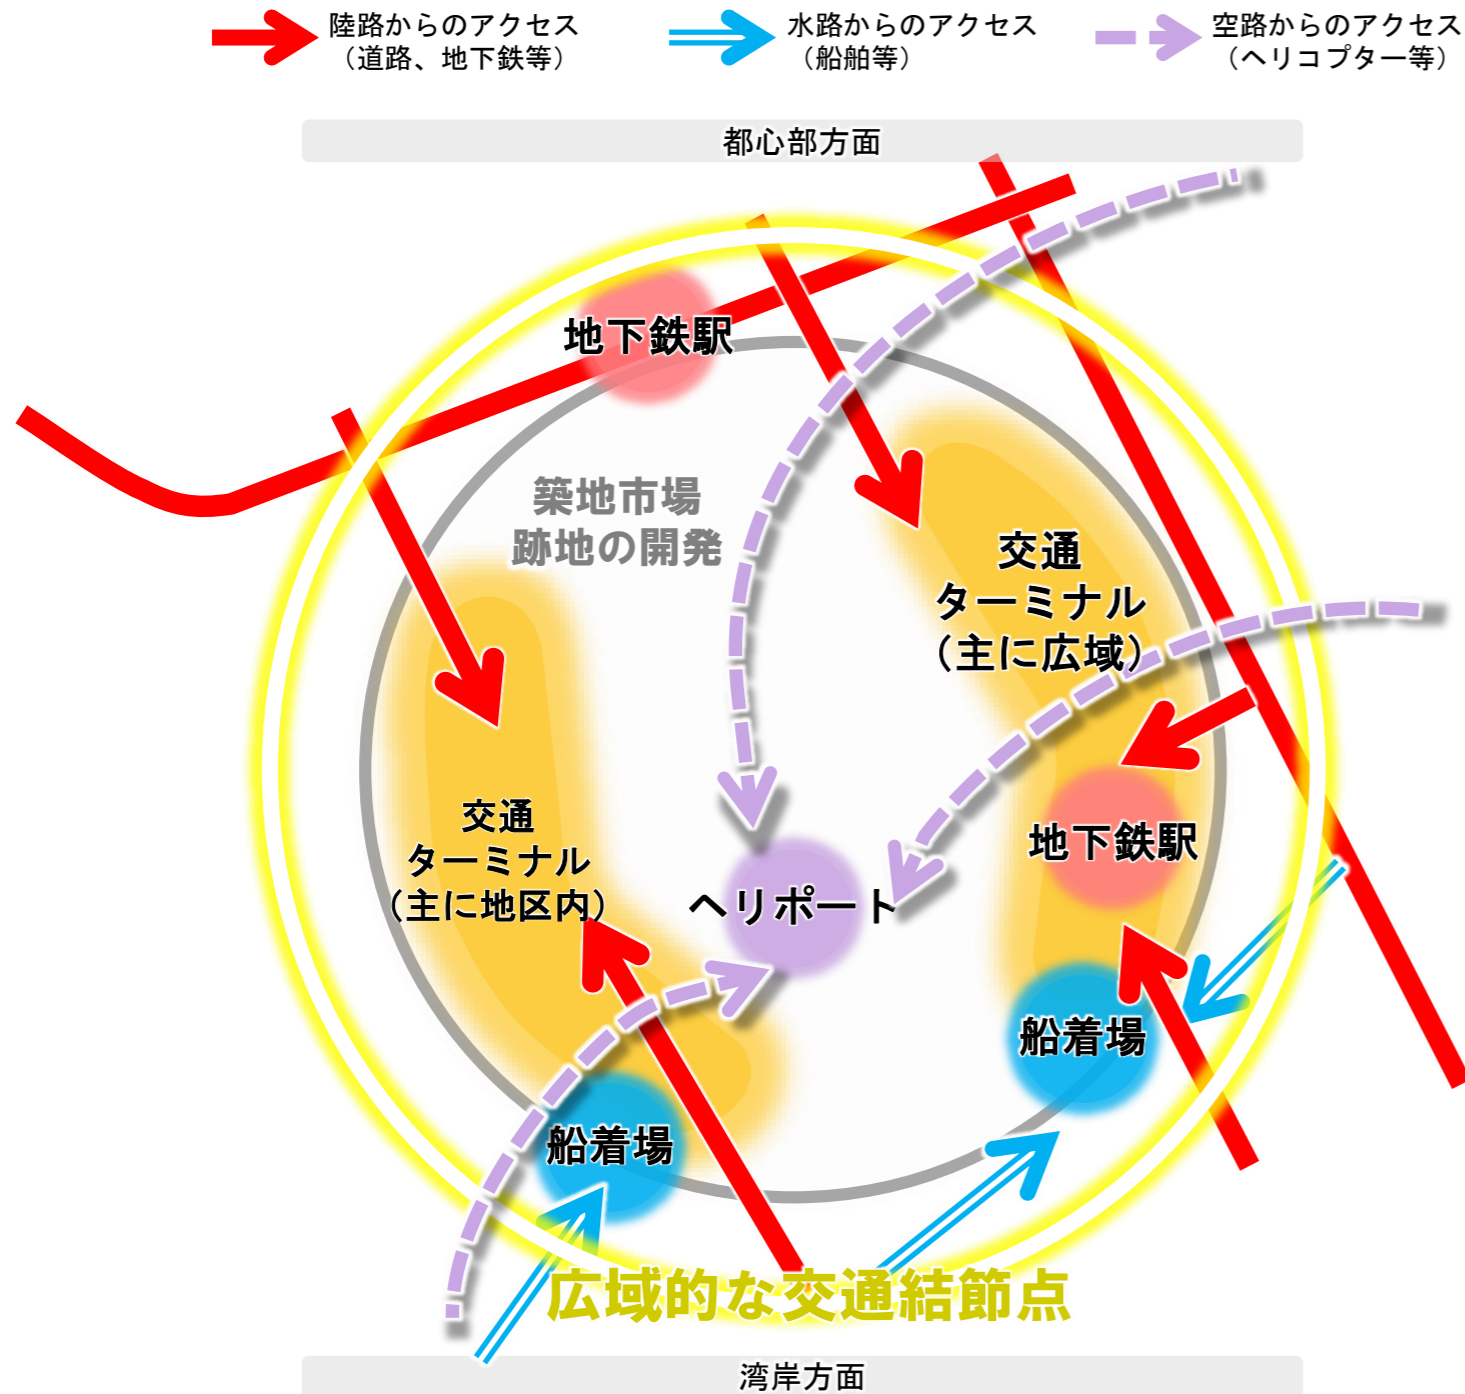 陸路からのアクセス
（道路、地下鉄等）
水路からのアクセス
（船舶等）
空路からのアクセス
（ヘリコプター等）
都心部方面
地下鉄駅
築地市場
跡地の開発
交通
ターミナル
（主に広域）
交通
ターミナル
（主に地区内）
地下鉄駅
ヘリポート
船着場
船着場
広域的な交通結節点
湾岸方面